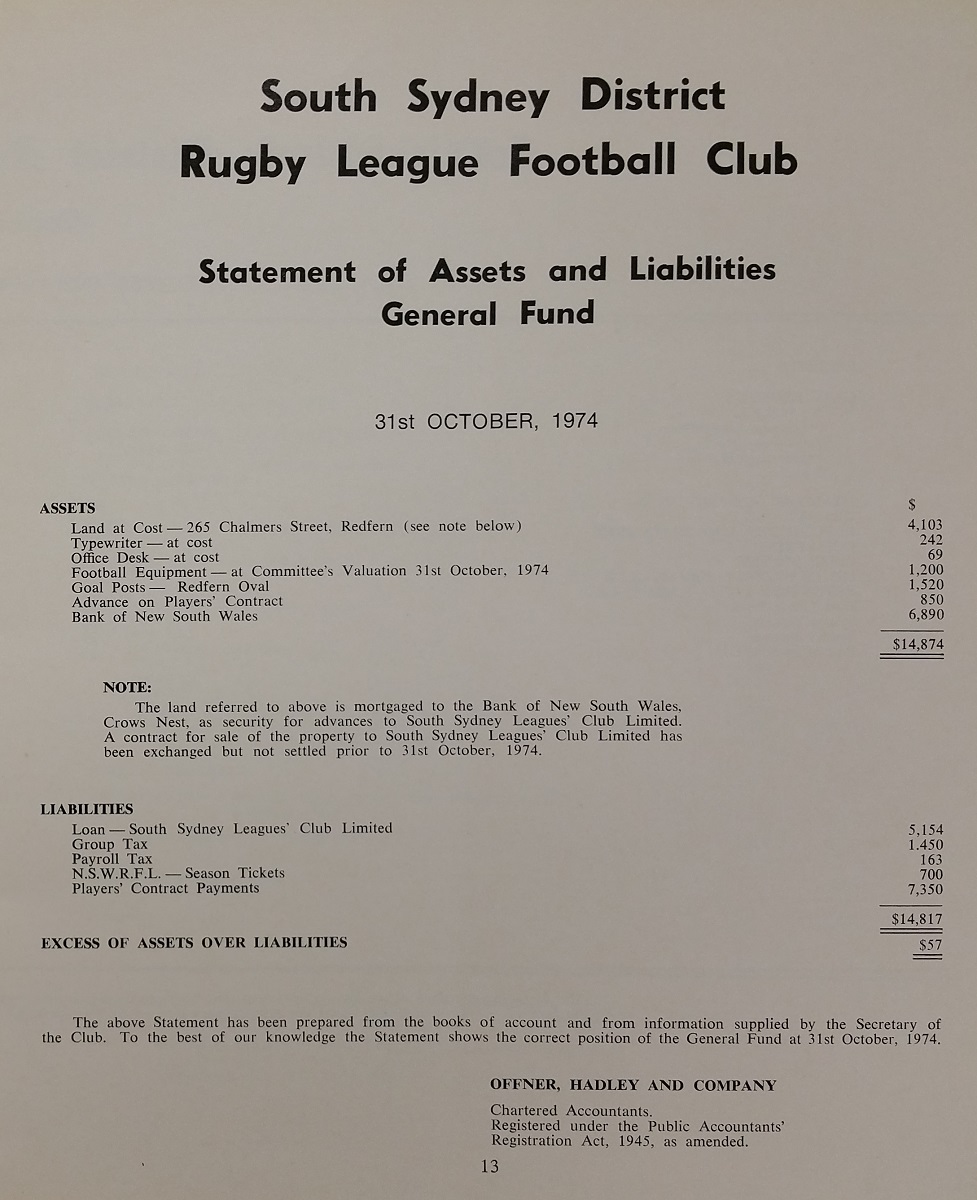 South Sydney District
Rugby League Football Club
Statement of Assets and Liabilities
General Fund
31st OCTOBER, 1974
ASSETS $
Land at Cost — 265 Chalmers Street, Redfern (see note below) 4,103
Typewriter — at cost 242
Office Desk — at cost 69
Football Equipment — at Committee's Valuation 31st October, 1974 1,200
Goal Posts — Redfern Oval 1,520
Advance on Players' Contract 850
Bank of New South Wales 6,890
$14,874
NOTE:
The land referred to above is mortgaged to the Bank of New South Wales,
Crows Nest, as security for advances to South Sydney Leagues' Club Limited.
A contract for sale of the property to South Sydney Leagues' Club Limited has
been exchanged but not settled prior to 31st October, 1974.
LIABILITIES
Loan — South Sydney Leagues' Club Limited 5,154
Group Tax 1.450
Payroll Tax 163
N.S.W.R.F.L. — Season Tickets 700
Players' Contract Payments 7,350
$14,817
EXCESS OF ASSETS OVER LIABILITIES $57
The above Statement has been prepared from the books of account and from information supplied by the Secretary of
the Club. To the best of our knowledge the Statement shows the correct position of the General Fund at 31st October, 1974.
OFFNER, HADLEY AND COMPANY
Chartered Accountants.
Registered under the Public Accountants'
Registration Act, 1945, as amended.
13